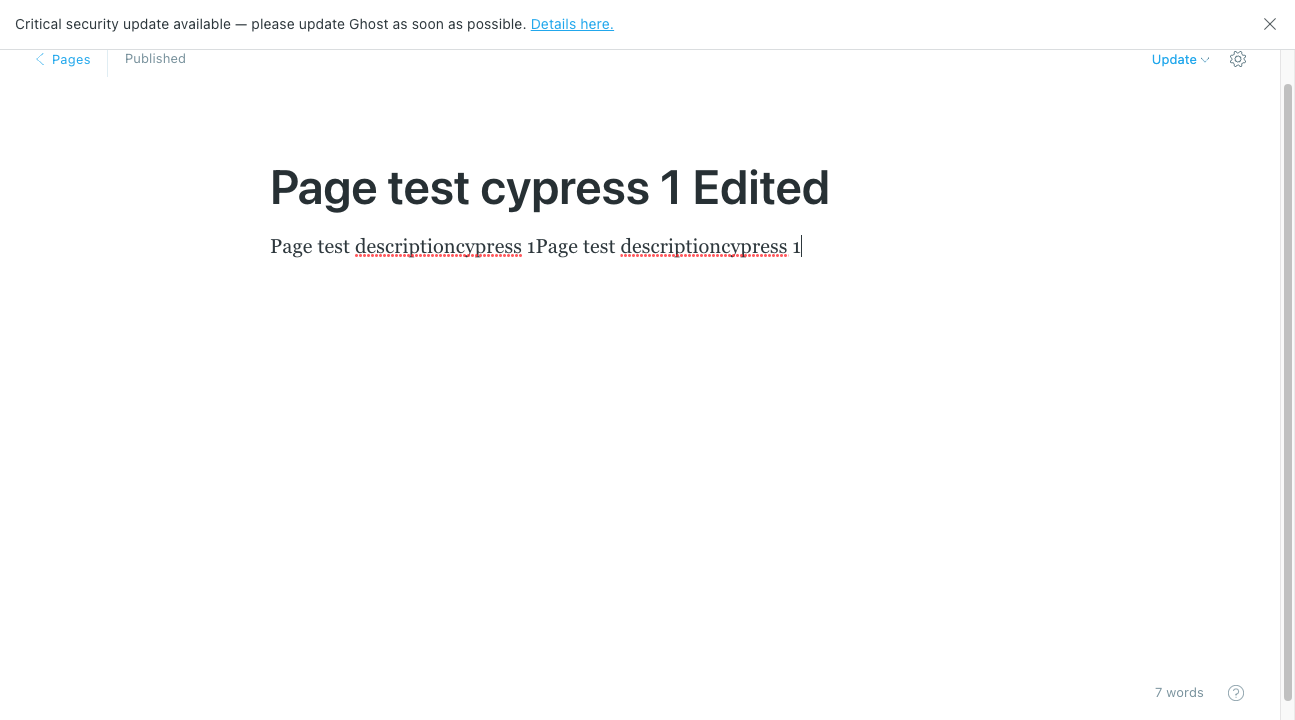 Critical security update available — please update Ghost as soon as possible. Details here.
Pages
Published
Update
Page test cypress 1 Edited
Page test descriptioncypress 1Page test descriptioncypress 1
7 words